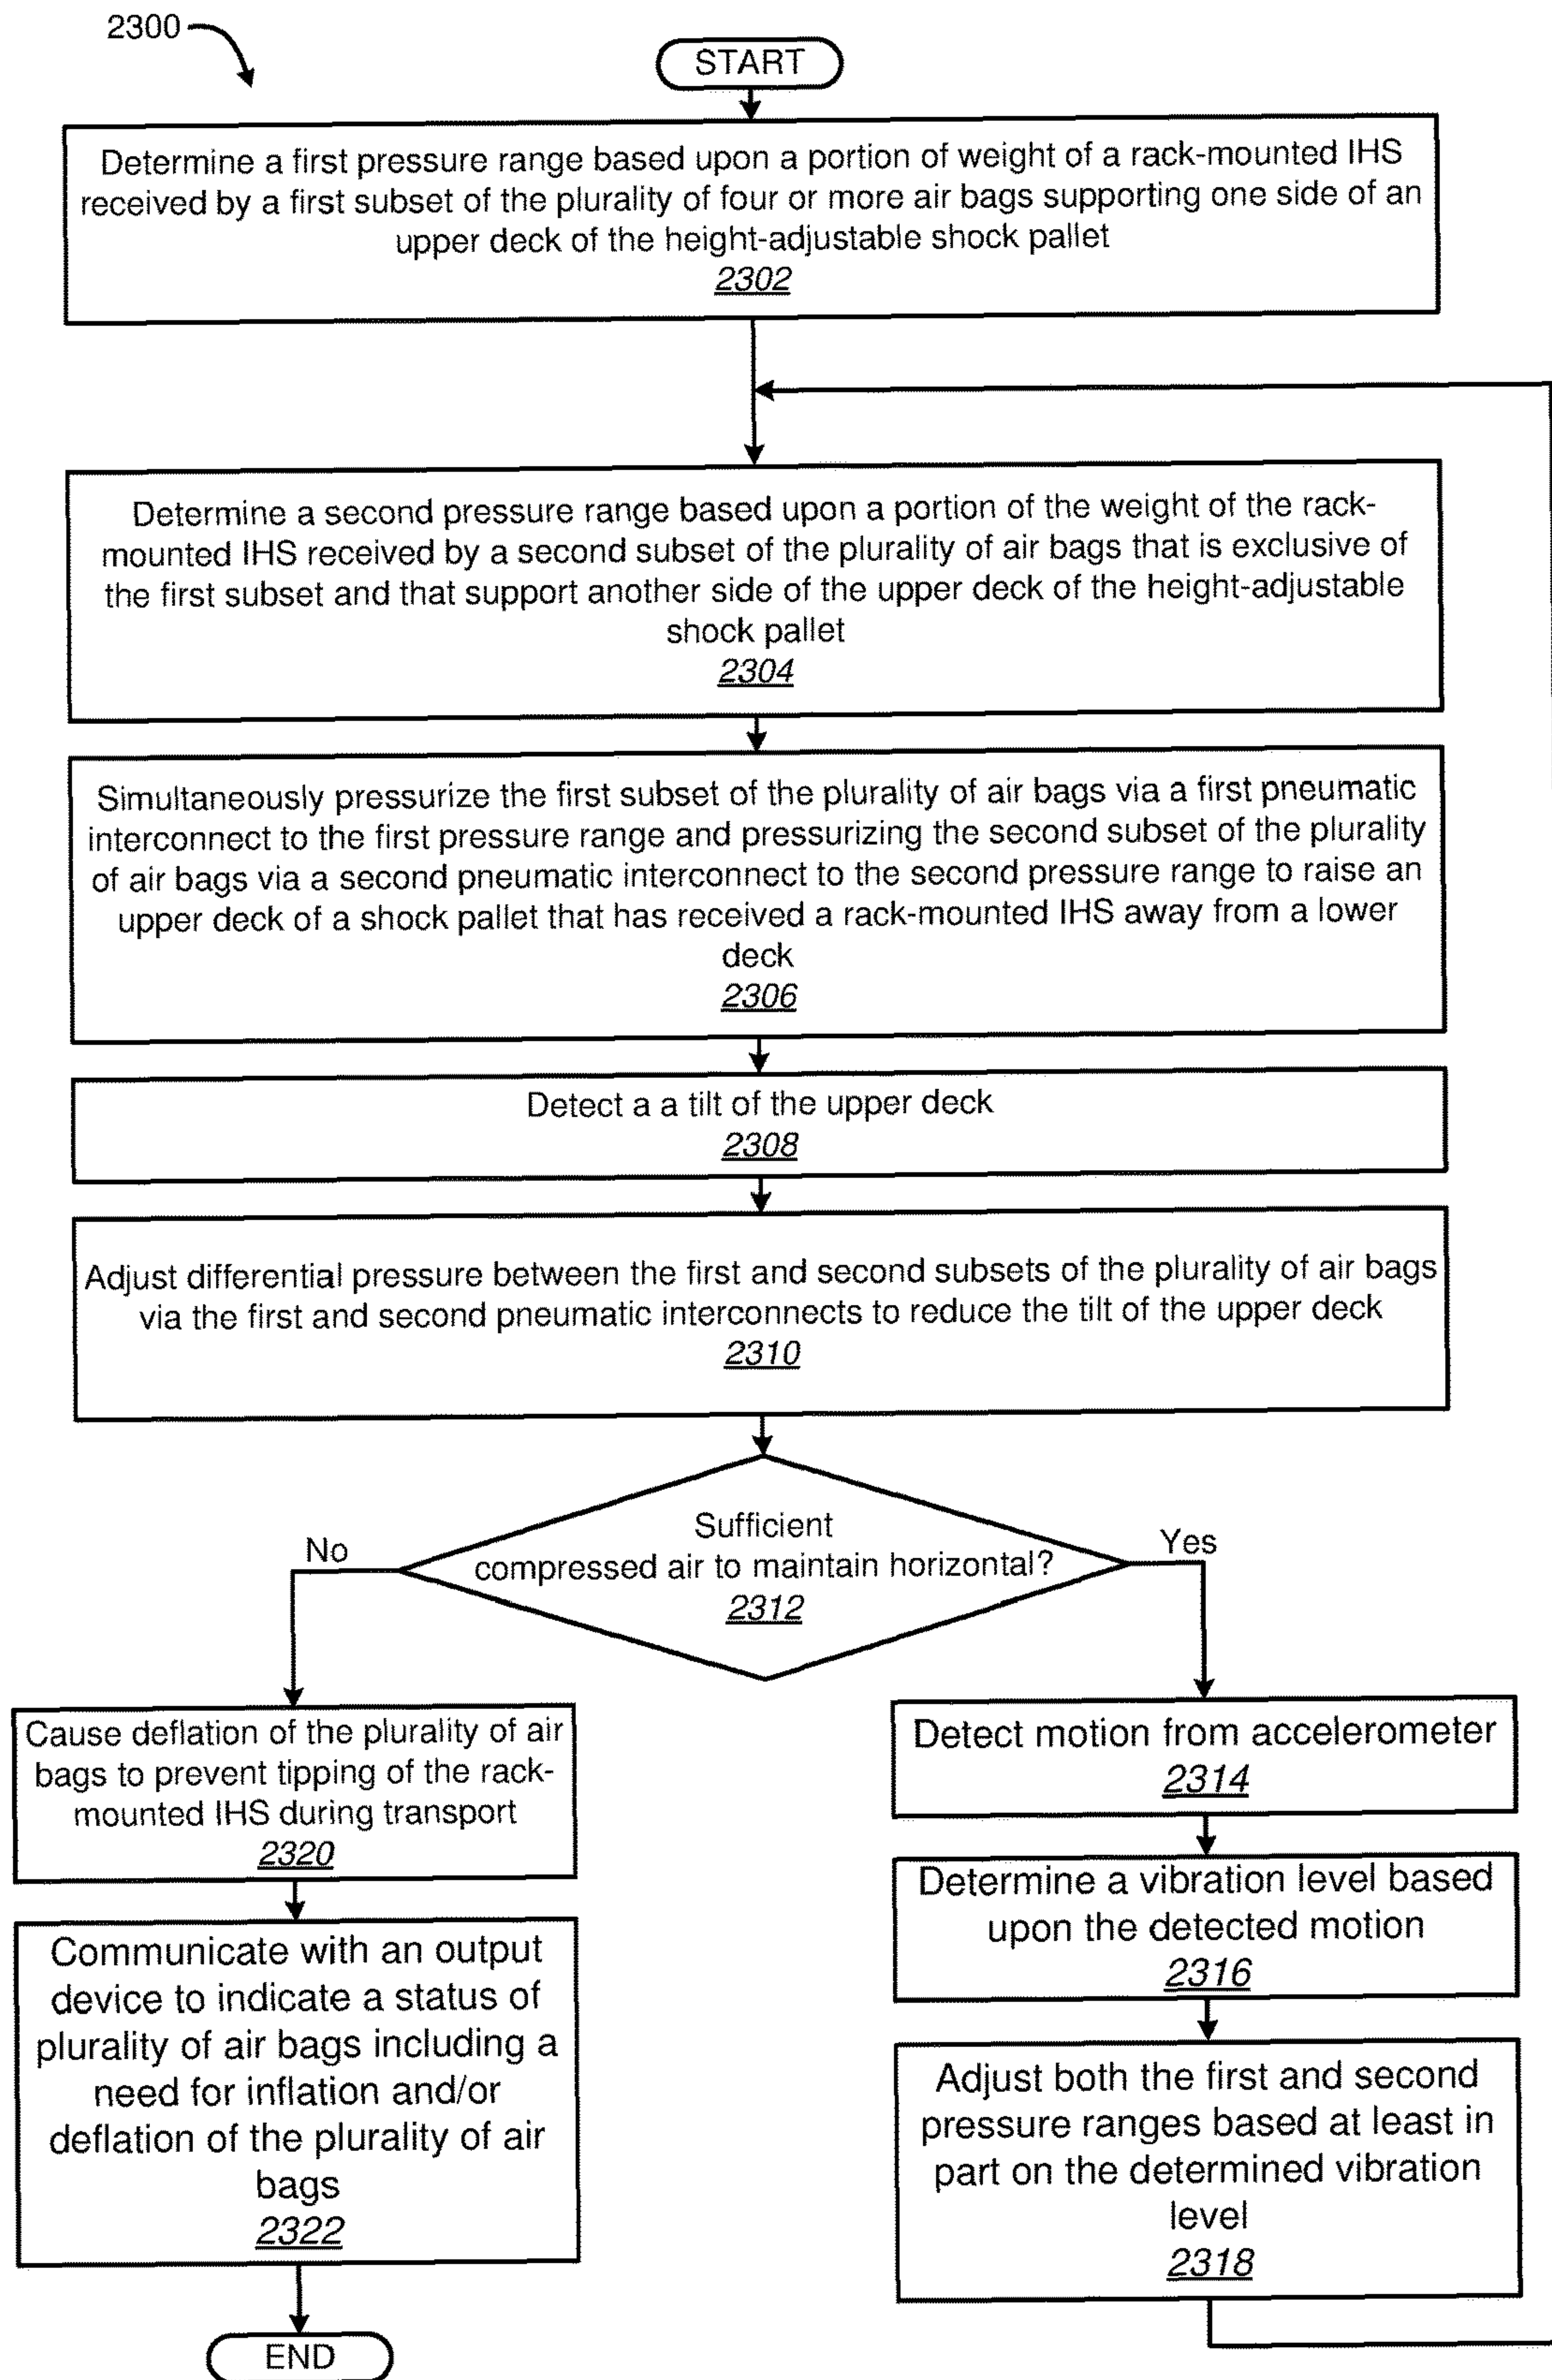 2300
START
Determine a first pressure range based upon a portion of weight of a rack-mounted IHS
received by a first subset of the plurality of four or more air bags supporting one side of an
upper deck of the height-adjustable shock pallet
2302
Determine a second pressure range based upon a portion of the weight of the rack-
mounted IHS received by a second subset of the plurality of air bags that is exclusive of
the first subset and that support another side of the upper deck of the height-adjustable
shock pallet
2304
Simultaneously pressurize the first subset of the plurality of air bags via a first pneumatic
interconnect to the first pressure range and pressurizing the second subset of the plurality
of air bags via a second pneumatic interconnect to the second pressure range to raise an
upper deck of a shock pallet that has received a rack-mounted IHS away from a lower
deck
2306
Detect a a tilt of the upper deck
2308
Adjust differential pressure between the first and second subsets of the plurality of air bags
via the first and second pneumatic interconnects to reduce the tilt of the upper deck
2310
Sufficient
compressed air to maintain horizontal?
2312
No
Yes
Cause deflation of the plurality of air
bags to prevent tipping of the rack-
mounted IHS during transport
2320
Communicate with an output
device to indicate a status of
plurality of air bags including a
need for inflation and/or
deflation of the plurality of air
bags
2322
END
Detect motion from accelerometer
2314
Determine a vibration level based
upon the detected motion
2316
Adjust both the first and second
pressure ranges based at least in
part on the determined vibration
level
2318